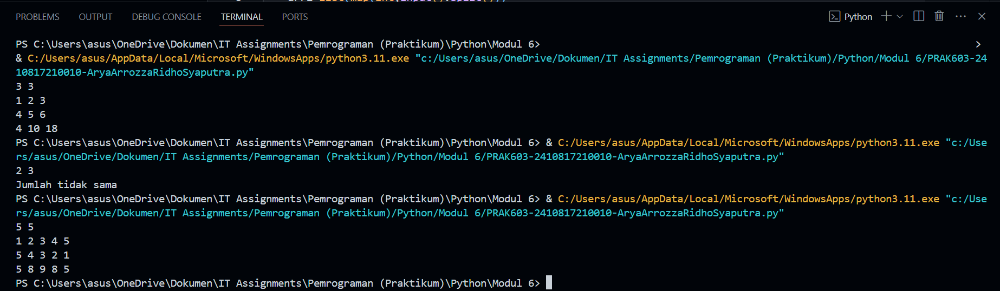 PROBLEMS OUTPUT DEBUG CONSOLE TERMINAL PORTS Python
PS C:\Users\asus\OneDrive\Dokumen\IT Assignments\Pemrograman (Praktikum)\Python\Modul 6> >
& C:/Users/asus/AppData/Local/Microsoft/WindowsApps/python3.11.exe "c:/Users/asus/OneDrive/Dokumen/IT Assignments/Pemrograman (Praktikum)/Python/Modul 6/PRAK603-24
10817210010-AryaArrozzaRidhoSyaputra.py"
3 3
1 2 3
4 5 6
4 10 18
PS C:\Users\asus\OneDrive\Dokumen\IT Assignments\Pemrograman (Praktikum)\Python\Modul 6> & C:/Users/asus/AppData/Local/Microsoft/WindowsApps/python3.11.exe "c:/Use
rs/asus/OneDrive/Dokumen/IT Assignments/Pemrograman (Praktikum)/Python/Modul 6/PRAK603-2410817210010-AryaArrozzaRidhoSyaputra.py"
2 3
Jumlah tidak sama
PS C:\Users\asus\OneDrive\Dokumen\IT Assignments\Pemrograman (Praktikum)\Python\Modul 6> & C:/Users/asus/AppData/Local/Microsoft/WindowsApps/python3.11.exe "c:/Use
rs/asus/OneDrive/Dokumen/IT Assignments/Pemrograman (Praktikum)/Python/Modul 6/PRAK603-2410817210010-AryaArrozzaRidhoSyaputra.py"
5 5
1 2 3 4 5
5 4 3 2 1
5 8 9 8 5
PS C:\Users\asus\OneDrive\Dokumen\IT Assignments\Pemrograman (Praktikum)\Python\Modul 6>